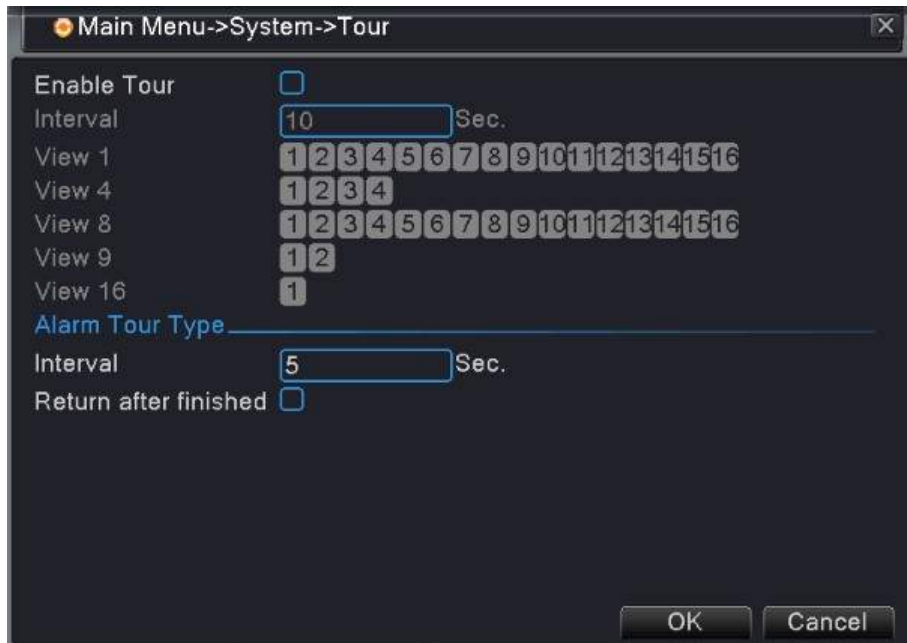 Main Menu->System->Tour
Enable Tour
Interval 10 Sec.
View 1 1 2 3 4 5 6 7 8 9 10 11 12 13 14 15 16
View 4 1 2 3 4
View 8 1 2 3 4 5 6 7 8 9 10 11 12 13 14 15 16
View 9 1 2
View 16 1
Alarm Tour Type
Interval 5 Sec.
Return after finished
OK Cancel